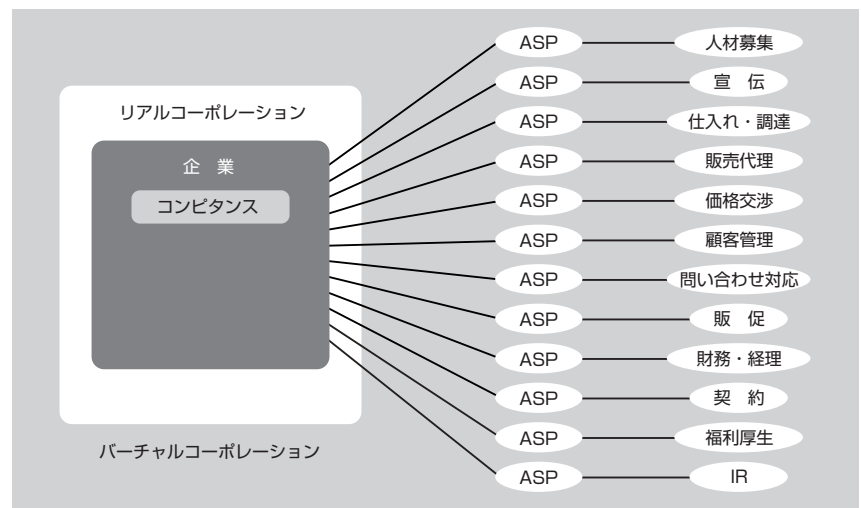 リアルコーポレーション
企　業
コンピタンス
バーチャルコーポレーション
ASP 人材募集
ASP 宣　伝
ASP 仕入れ・調達
ASP 販売代理
ASP 価格交渉
ASP 顧客管理
ASP 問い合わせ対応
ASP 販　促
ASP 財務・経理
ASP 契　約
ASP 福利厚生
ASP IR